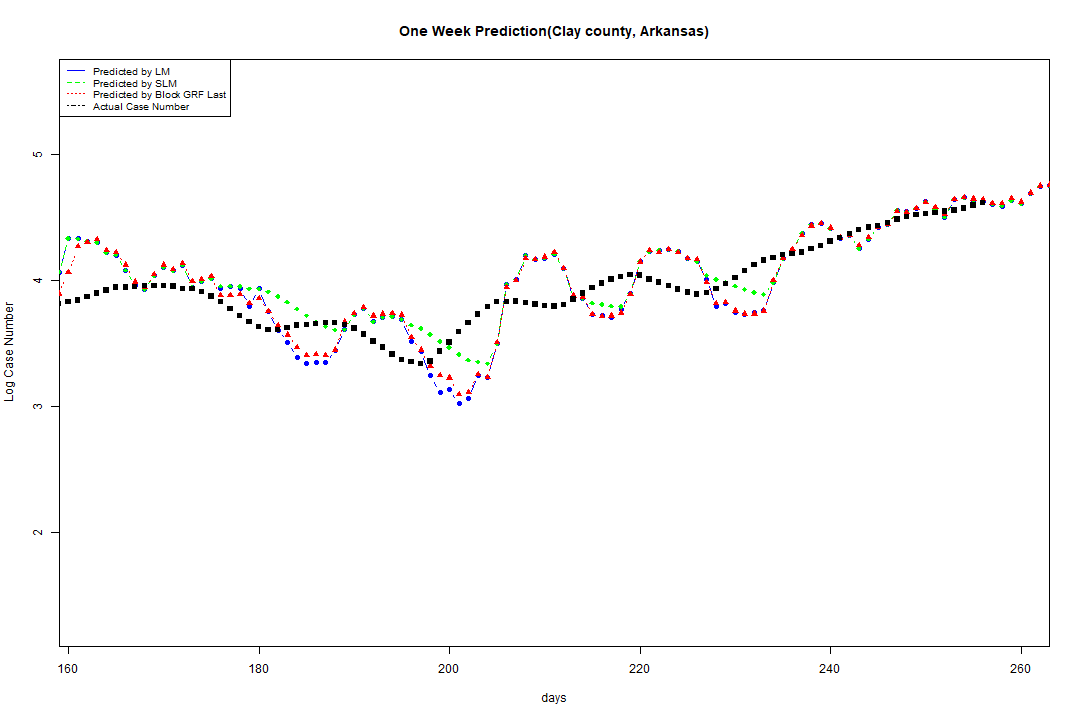 One Week Prediction(Clay county, Arkansas)
Predicted by LM
Predicted by SLM
Predicted by Block GRF Last
Actual Case Number
5
4
3
2
Log Case Number
160 180 200 220 240 260
days